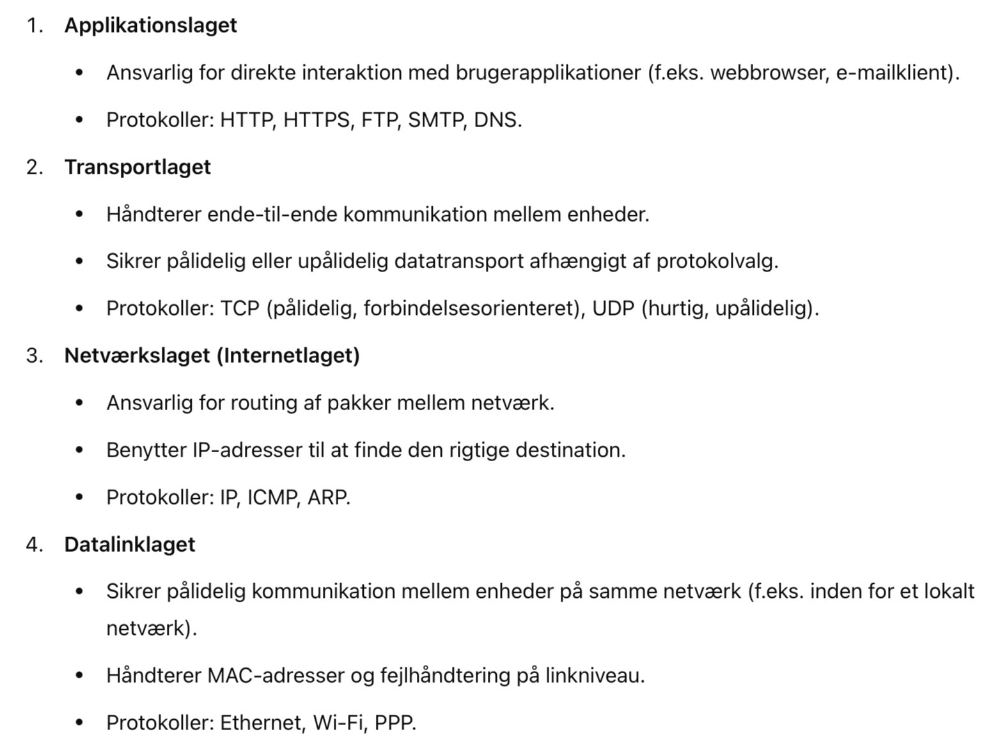 1. Applikationslaget
• Ansvarlig for direkte interaktion med brugerapplikationer (f.eks. webbrowser, e-mailklient).
• Protokoller: HTTP, HTTPS, FTP, SMTP, DNS.
2. Transportlaget
• Håndterer ende-til-ende kommunikation mellem enheder.
• Sikrer pålidelig eller upålidelig datatransport afhængigt af protokolvalg.
• Protokoller: TCP (pålidelig, forbindelsesorienteret), UDP (hurtig, upålidelig).
3. Netværkslaget (Internetlaget)
• Ansvarlig for routing af pakker mellem netværk.
• Benytter IP-adresser til at finde den rigtige destination.
• Protokoller: IP, ICMP, ARP.
4. Datalinklaget
• Sikrer pålidelig kommunikation mellem enheder på samme netværk (f.eks. inden for et lokalt
netværk).
• Håndterer MAC-adresser og fejlhåndtering på linkniveau.
• Protokoller: Ethernet, Wi-Fi, PPP.